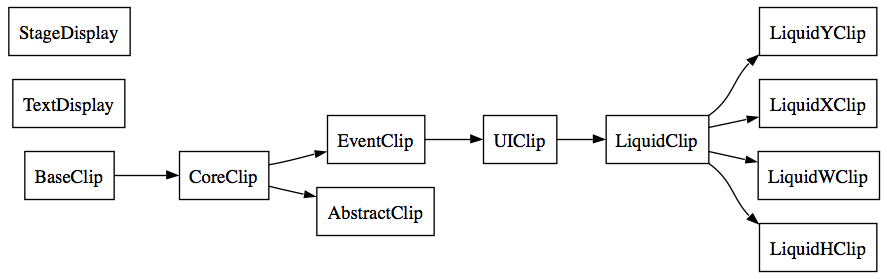 StageDisplay
TextDisplay
BaseClip
CoreClip
EventClip
AbstractClip
UIClip
LiquidClip
LiquidYClip
LiquidXClip
LiquidWClip
LiquidHClip